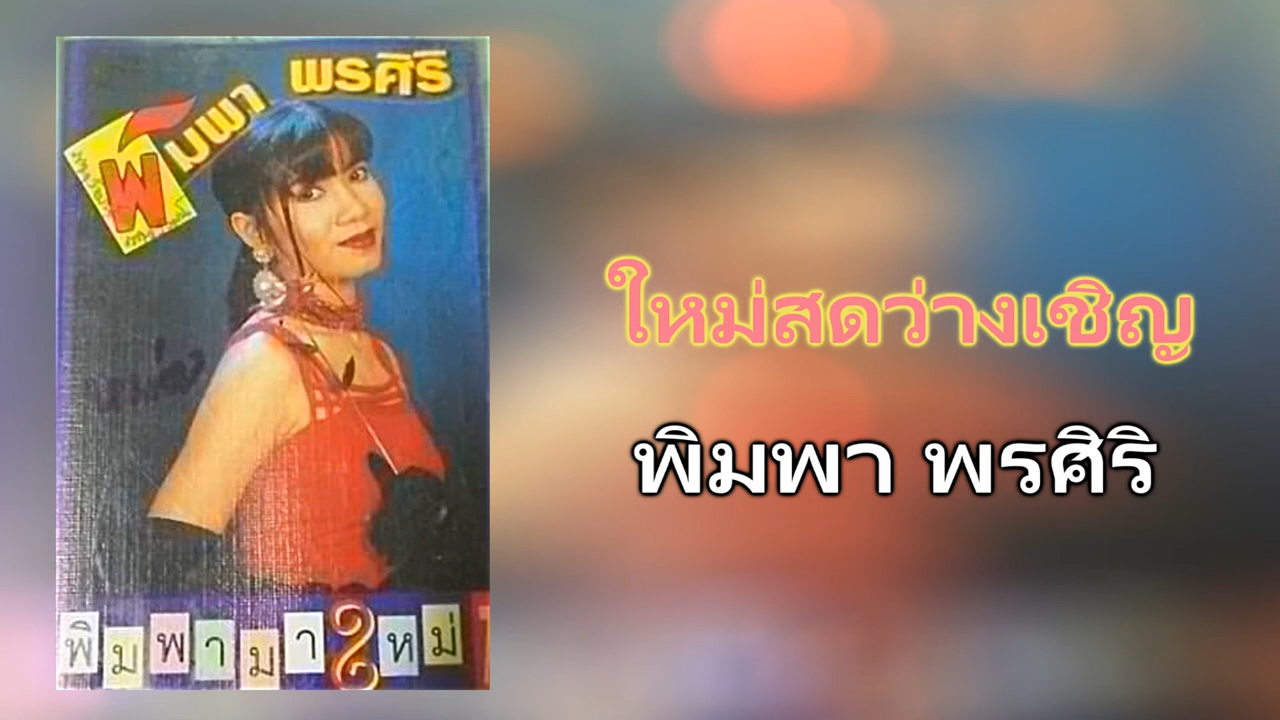 พิมพา พรศิริ
พิมพามาใหม่
ใหม่สดว่างเชิญ
พิมพา พรศิริ